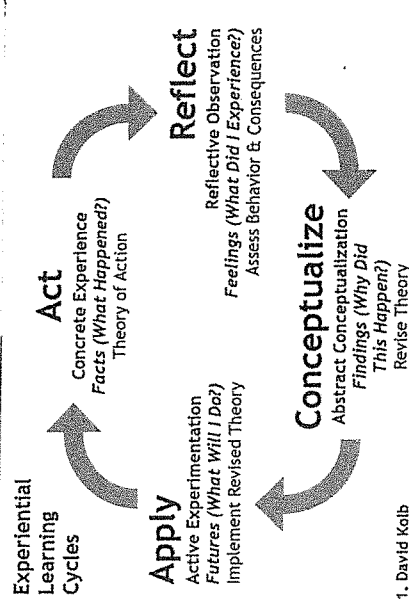 Experiential
Learning
Cycles
Act
Concrete Experience
Facts (What Happened?)
Theory of Action
Reflect
Reflective Observation
Feelings (What Did I Experience?)
Assess Behavior & Consequences
Conceptualize
Abstract Conceptualization
Findings (Why Did
This Happen?)
Revise Theory
Apply
Active Experimentation
Futures (What Will I Do?)
Implement Revised Theory
1. David Kolb